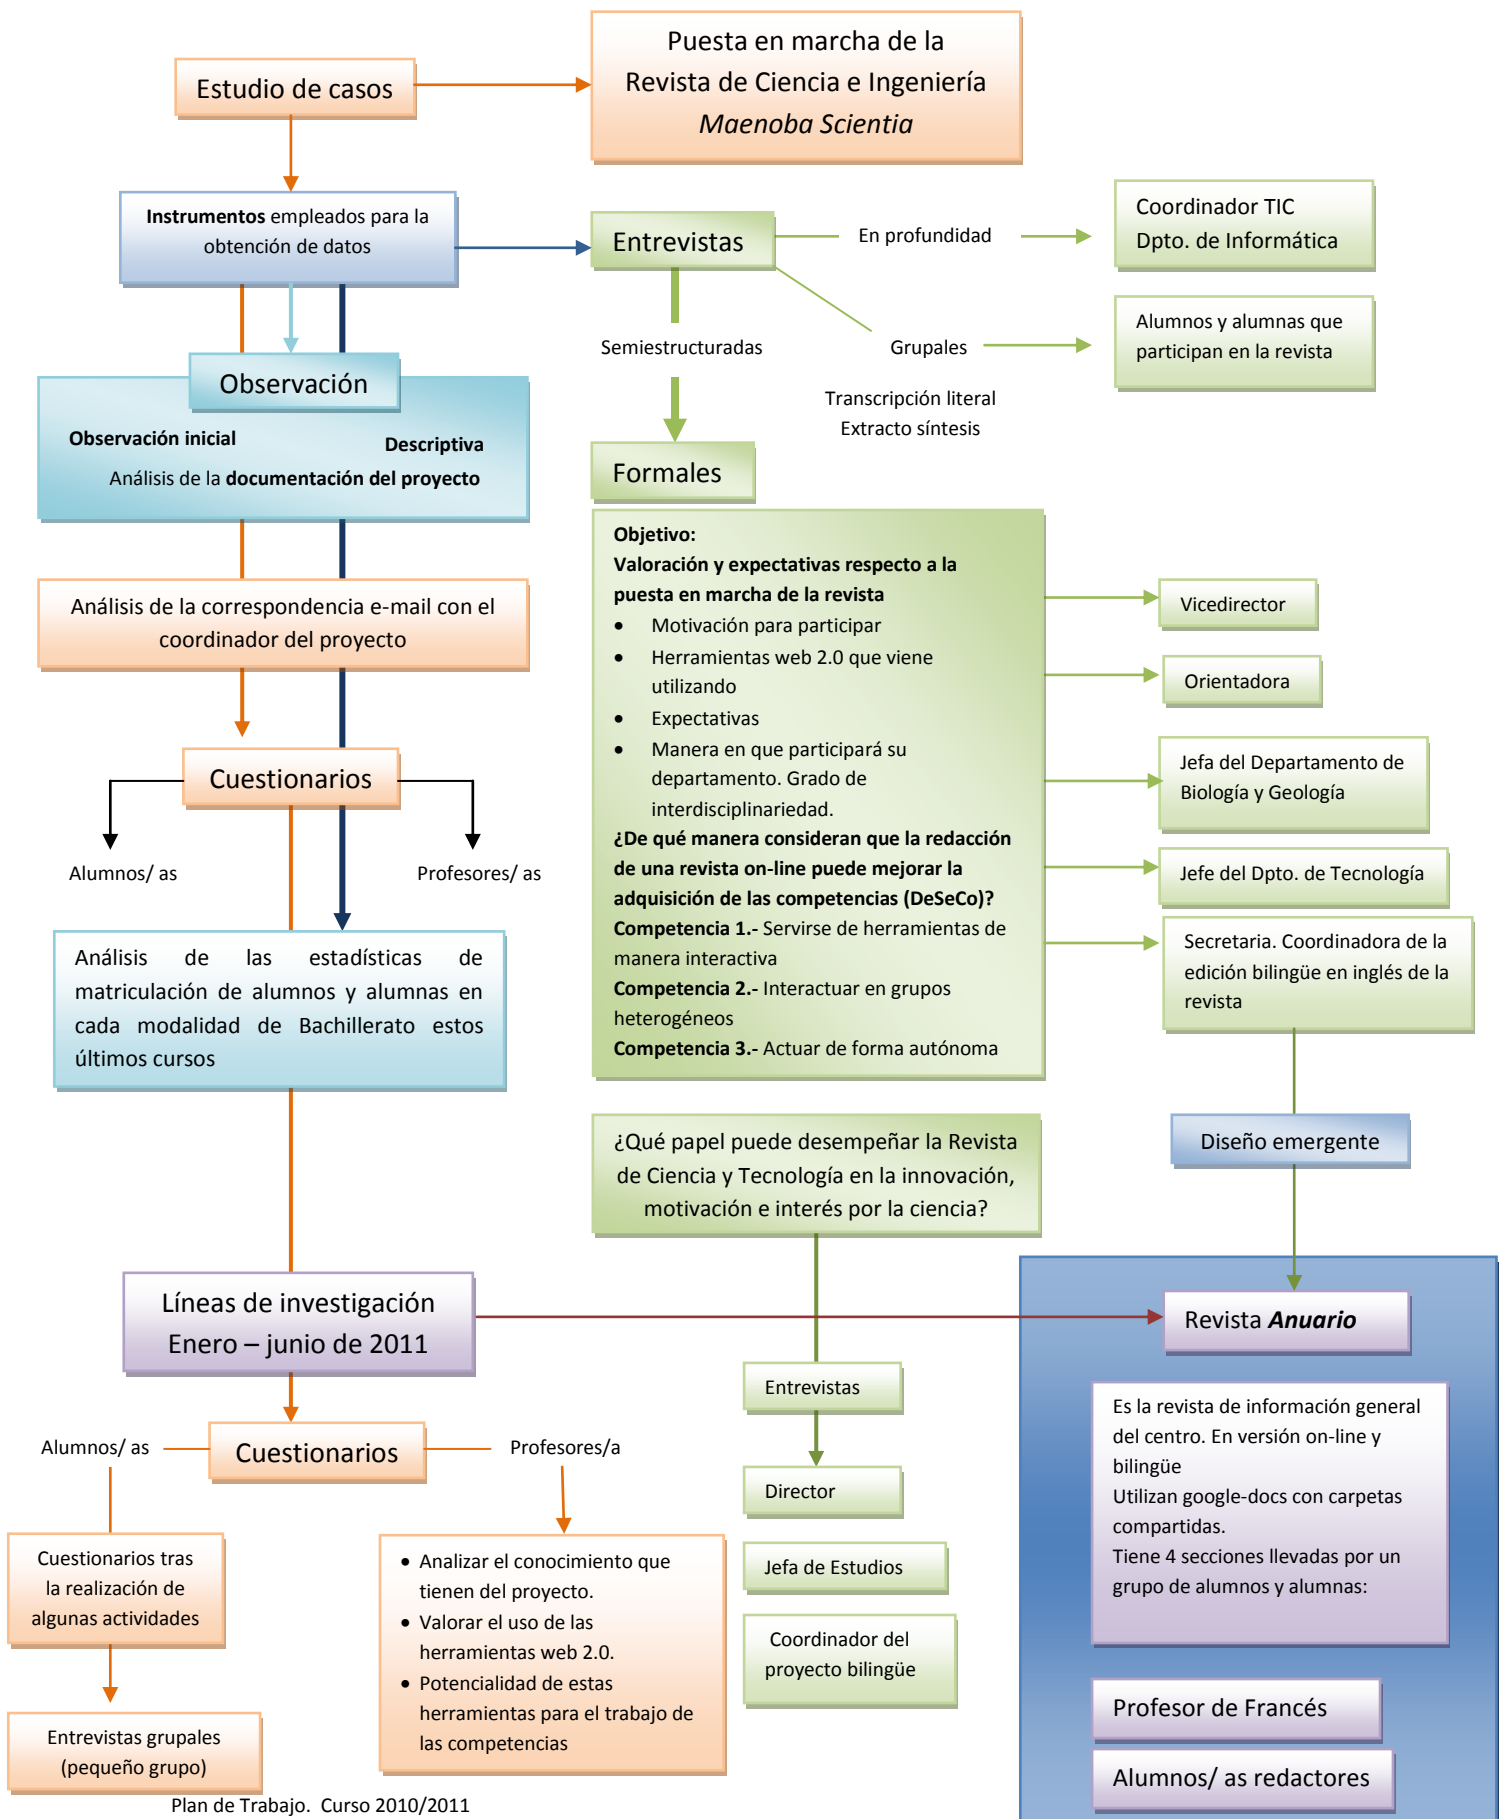 Puesta en marcha de la
Revista de Ciencia e Ingeniería
Maenoba Scientia
Estudio de casos
Instrumentos empleados para la
obtención de datos
Entrevistas
En profundidad
Coordinador TIC
Dpto. de Informática
Semiestructuradas
Grupales
Alumnos y alumnas que
participan en la revista
Transcripción literal
Extracto síntesis
Observación
Observación inicial
Descriptiva
Análisis de la documentación del proyecto
Formales
Objetivo:
Valoración y expectativas respecto a la
puesta en marcha de la revista
• Motivación para participar
• Herramientas web 2.0 que viene
utilizando
• Expectativas
• Manera en que participará su
departamento. Grado de
interdisciplinariedad.
¿De qué manera consideran que la redacción
de una revista on-line puede mejorar la
adquisición de las competencias (DeSeCo)?
Competencia 1.- Servirse de herramientas de
manera interactiva
Competencia 2.- Interactuar en grupos
heterogéneos
Competencia 3.- Actuar de forma autónoma
Vicedirector
Orientadora
Jefa del Departamento de
Biología y Geología
Jefe del Dpto. de Tecnología
Secretaria. Coordinadora de la
edición bilingüe en inglés de la
revista
Análisis de la correspondencia e-mail con el
coordinador del proyecto
Cuestionarios
Alumnos/ as
Profesores/ as
Análisis de las estadísticas de
matriculación de alumnos y alumnas en
cada modalidad de Bachillerato estos
últimos cursos
¿Qué papel puede desempeñar la Revista
de Ciencia y Tecnología en la innovación,
motivación e interés por la ciencia?
Diseño emergente
Líneas de investigación
Enero – junio de 2011
Revista Anuario
Entrevistas
Director
Jefa de Estudios
Coordinador del
proyecto bilingüe
Es la revista de información general
del centro. En versión on-line y
bilingüe
Utilizan google-docs con carpetas
compartidas.
Tiene 4 secciones llevadas por un
grupo de alumnos y alumnas:
Profesor de Francés
Alumnos/ as redactores
Alumnos/ as
Cuestionarios
Profesores/a
Cuestionarios tras
la realización de
algunas actividades
Entrevistas grupales
(pequeño grupo)
• Analizar el conocimiento que
tienen del proyecto.
• Valorar el uso de las
herramientas web 2.0.
• Potencialidad de estas
herramientas para el trabajo de
las competencias
Plan de Trabajo. Curso 2010/2011